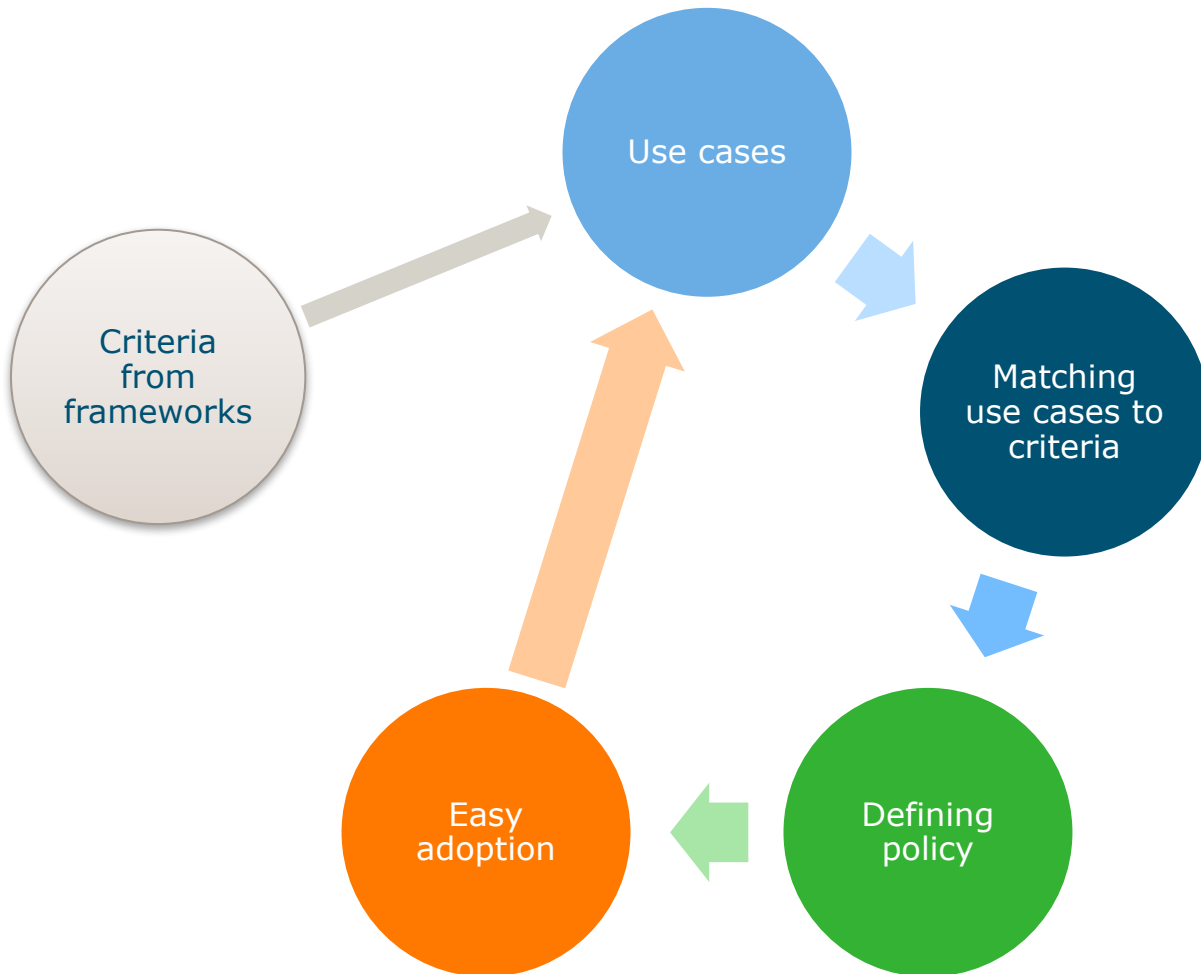 Use cases
Criteria
from
frameworks
Matching
use cases to
criteria
Easy
adoption
Defining
policy